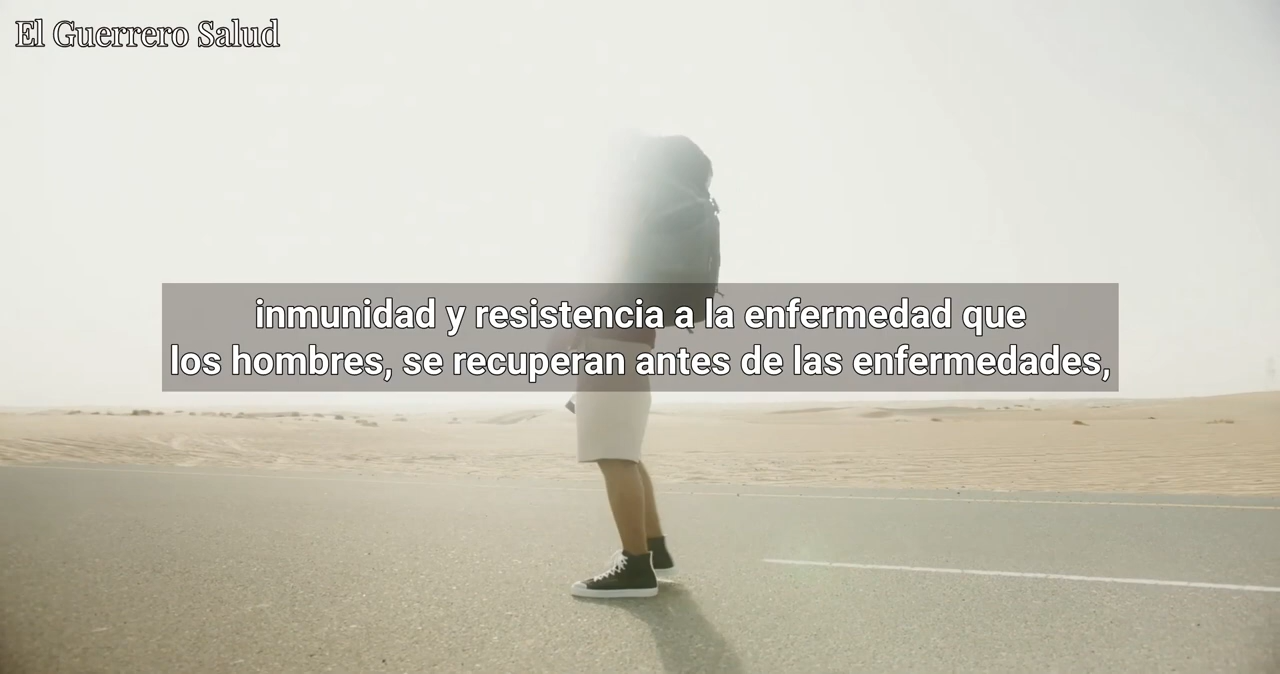 El Guerrero Salud
inmunidad y resistencia a la enfermedad que
los hombres, se recuperan antes de las enfermedades,